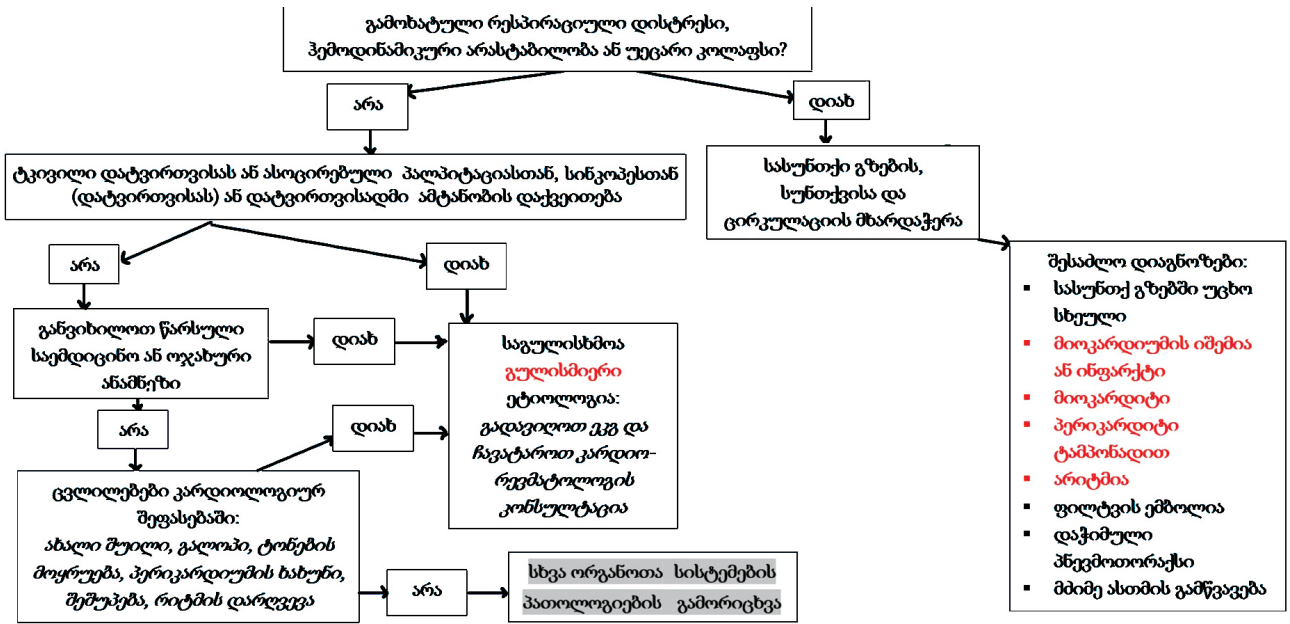 გამოხატული რესპირაციული დისტრესი,
ჰემოდინამიკური არასტაბილობა ან უეცარი კოლაფსი?
არა
დიახ
ტკივილი დატვირთვისას ან ასოცირებული პალპიტაციასთან, სინკოპესთან
(დატვირთვისას) ან დატვირთვისადმი ამტანობის დაქვეითება
სასუნთქი გზების,
სუნთქვისა და
ცირკულაციის მხარდაჭერა
არა
დიახ
შესაძლო დიაგნოზები:
▪ სასუნთქ გზებში უცხო
სხეული
▪ მიოკარდიუმის იშემია
ან ინფარქტი
▪ მიოკარდიტი
▪ პერიკარდიტი
ტამპონადით
▪ არიტმია
▪ ფილტვის ემბოლია
▪ დაჭიმული
პნევმოთორაქსი
▪ მძიმე ასთმის გამწვავება
განვიხილოთ წარსული
საემდიცინო ან ოჯახური
ანამნეზი
დიახ
საგულისხმოა
გულისმიერი
ეტიოლოგია:
გადავიღოთ ეკგ და
ჩავატაროთ კარდიო-
რევმატოლოგის
კონსულტაცია
არა
დიახ
ცვლილებები კარდიოლოგიურ
შეფასებაში:
ახალი შუილი, გალოპი, ტონების
მოყრუება, პერიკარდიუმის ხახუნი,
შეშუპება, რიტმის დარღვევა
არა
სხვა ორგანოთა სისტემების
პათოლოგიების გამორიცხვა